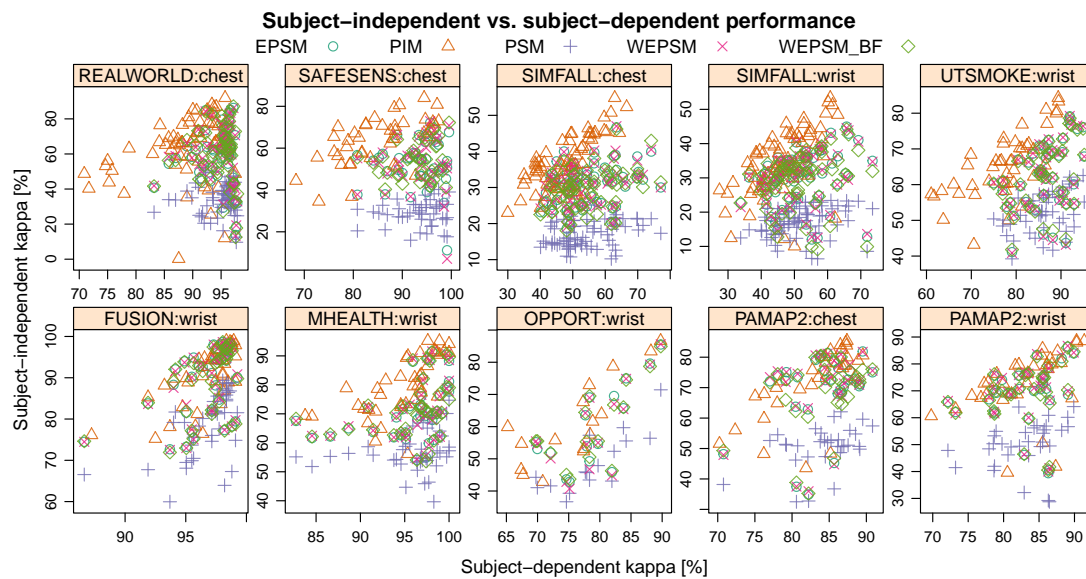 Subject−independent vs. subject−dependent performance
EPSM PIM PSM WEPSM WEPSM_BF
REALWORLD:chest SAFESENS:chest SIMFALL:chest SIMFALL:wrist UTSMOKE:wrist
0 20 40 60 80
20 40 60 80
10 20 30 40 50
10 20 30 40 50
40 50 60 70 80
70 75 80 85 90 95
70 80 90 100
30 40 50 60 70 80
30 40 50 60 70
60 70 80 90
FUSION:wrist MHEALTH:wrist OPPORT:wrist PAMAP2:chest PAMAP2:wrist
60 70 80 90 100
40 50 60 70 80 90 100
40 50 60 70 80
40 60 80
30 40 50 60 70 80 90
90 95
85 90 95 100
65 70 75 80 85 90
70 75 80 85 90
70 75 80 85 90
Subject−independent kappa [%]
Subject−dependent kappa [%]